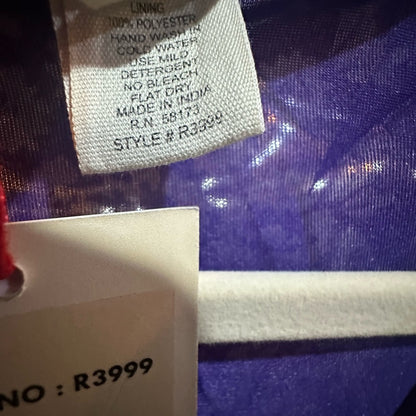 LINING
100% POLYESTER
HAND WASH IN
COLD WATER
USE MILD
DETERGENT
NO BLEACH
FLAT DRY
MADE IN INDIA
R.N. 58173
STYLE # R3999
NO : R3999